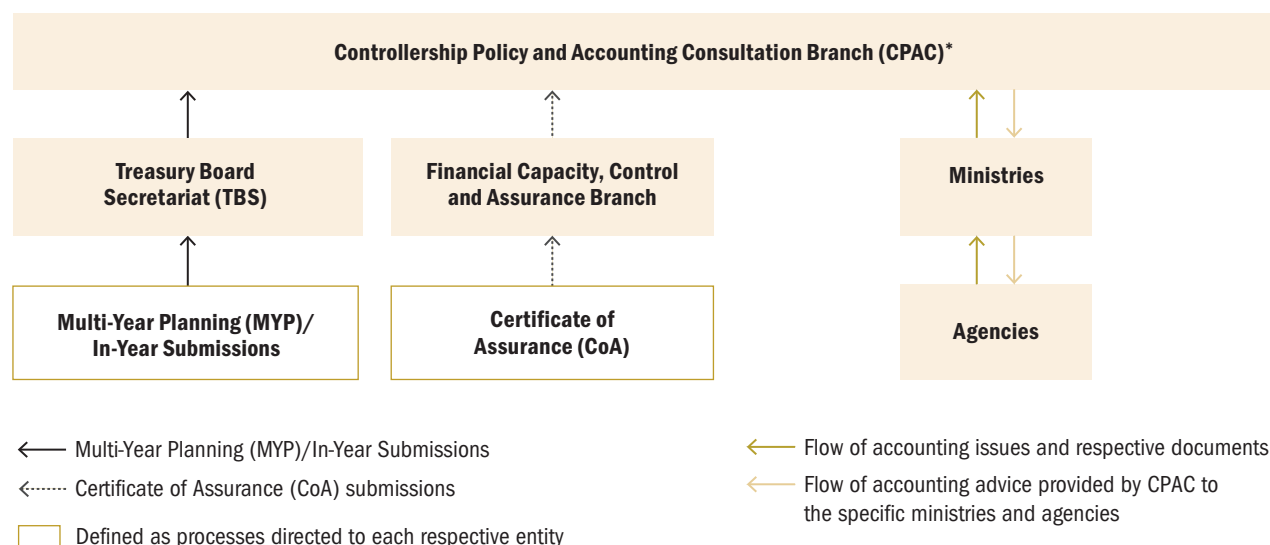 Controllership Policy and Accounting Consultation Branch (CPAC)*
Treasury Board
Secretariat (TBS)
Financial Capacity, Control
and Assurance Branch
Ministries
Multi-Year Planning (MYP)/
In-Year Submissions
Certificate of
Assurance (CoA)
Agencies
Multi-Year Planning (MYP)/In-Year Submissions
Certificate of Assurance (CoA) submissions
Defined as processes directed to each respective entity
Flow of accounting issues and respective documents
Flow of accounting advice provided by CPAC to
the specific ministries and agencies